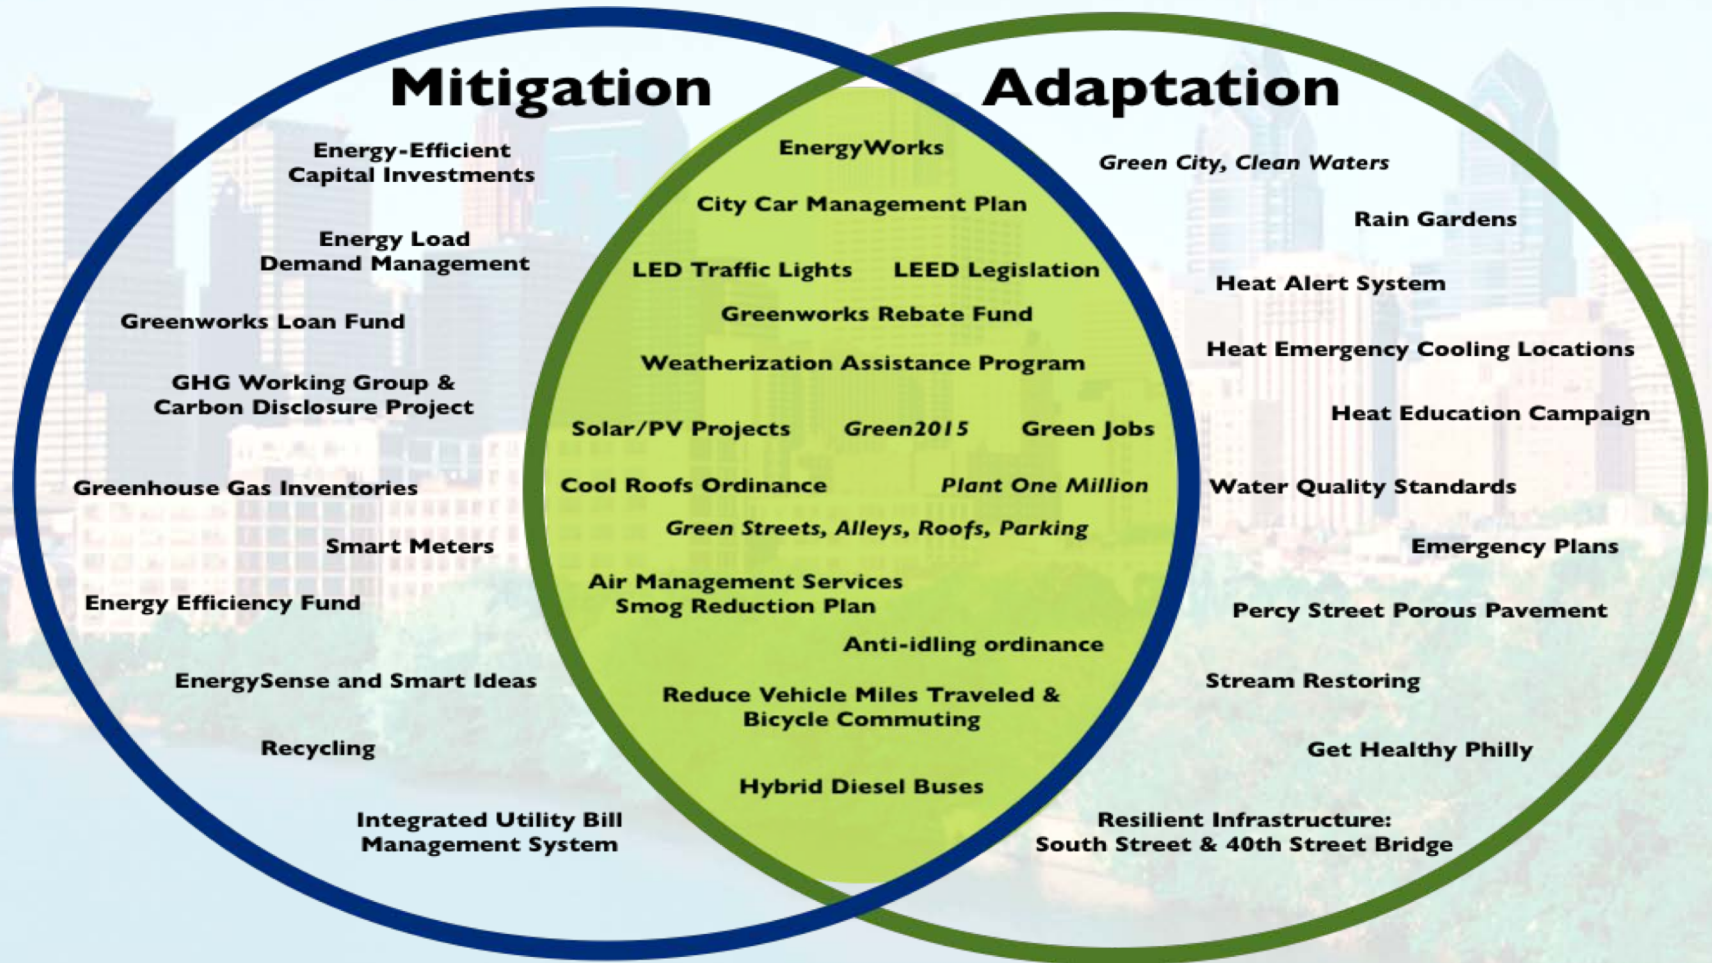 Mitigation
Energy-Efficient
Capital Investments
Energy Load
Demand Management
Greenworks Loan Fund
GHG Working Group &
Carbon Disclosure Project
Greenhouse Gas Inventories
Smart Meters
Energy Efficiency Fund
EnergySense and Smart Ideas
Recycling
Integrated Utility Bill
Management System
EnergyWorks
City Car Management Plan
LED Traffic Lights
LEED Legislation
Greenworks Rebate Fund
Weatherization Assistance Program
Solar/PV Projects
Green2015
Green Jobs
Cool Roofs Ordinance
Plant One Million
Green Streets, Alleys, Roofs, Parking
Air Management Services
Smog Reduction Plan
Anti-idling ordinance
Reduce Vehicle Miles Traveled &
Bicycle Commuting
Hybrid Diesel Buses
Adaptation
Green City, Clean Waters
Rain Gardens
Heat Alert System
Heat Emergency Cooling Locations
Heat Education Campaign
Water Quality Standards
Emergency Plans
Percy Street Porous Pavement
Stream Restoring
Get Healthy Philly
Resilient Infrastructure:
South Street & 40th Street Bridge